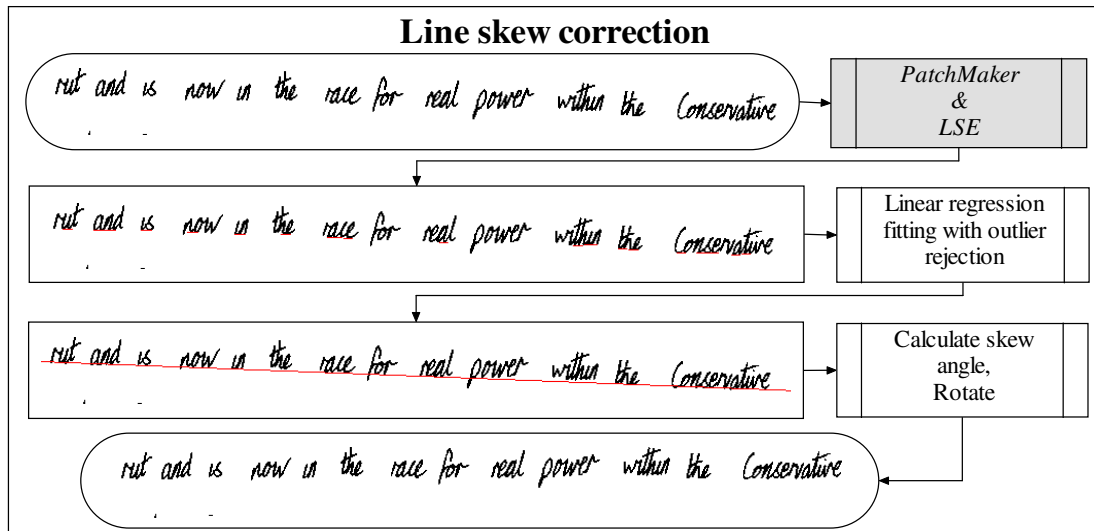 Line skew correction
rut and is now in the race for real power within the Conservative
PatchMaker
&
LSE
rut and is now in the race for real power within the Conservative
Linear regression
fitting with outlier
rejection
rut and is now in the race for real power within the Conservative
Calculate skew
angle,
Rotate
rut and is now in the race for real power within the Conservative